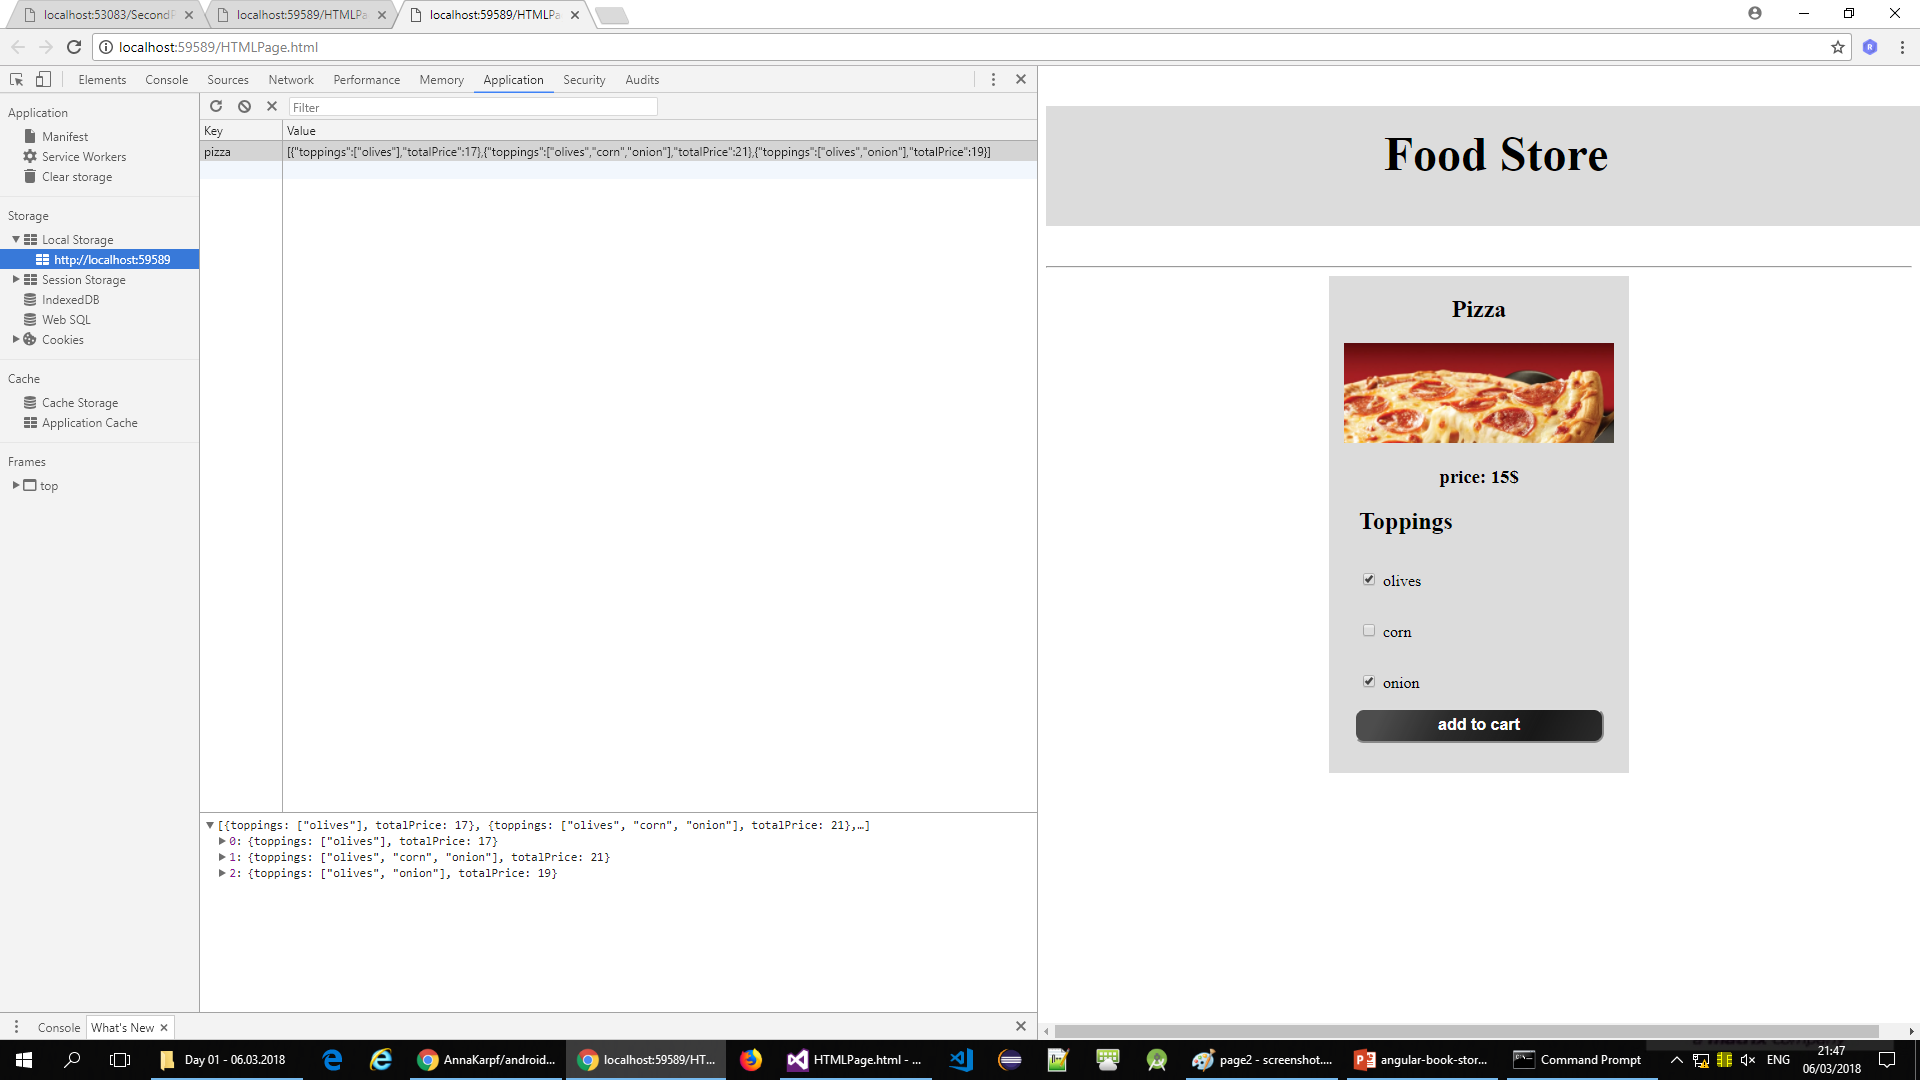 localhost:53083/SecondP
localhost:59589/HTMLPa
localhost:59589/HTMLPa
localhost:59589/HTMLPage.html
Elements Console Sources Network Performance Memory Application Security Audits
Application
Manifest
Service Workers
Clear storage
Storage
Local Storage
http://localhost:59589
Session Storage
IndexedDB
Web SQL
Cookies
Cache
Cache Storage
Application Cache
Frames
top
Filter
Key Value
pizza [{"toppings":["olives"],"totalPrice":17},{"toppings":["olives","corn","onion"],"totalPrice":21},{"toppings":["olives","onion"],"totalPrice":19}]
[{toppings: ["olives"], totalPrice: 17}, {toppings: ["olives", "corn", "onion"], totalPrice: 21},…]
0: {toppings: ["olives"], totalPrice: 17}
1: {toppings: ["olives", "corn", "onion"], totalPrice: 21}
2: {toppings: ["olives", "onion"], totalPrice: 19}
Console What's New
Food Store
Pizza
price: 15$
Toppings
olives
corn
onion
add to cart
Day 01 - 06.03.2018
AnnaKarpf/android...
localhost:59589/HT...
HTMLPage.html - ...
page2 - screenshot....
angular-book-stor...
Command Prompt
ENG
21:47
06/03/2018